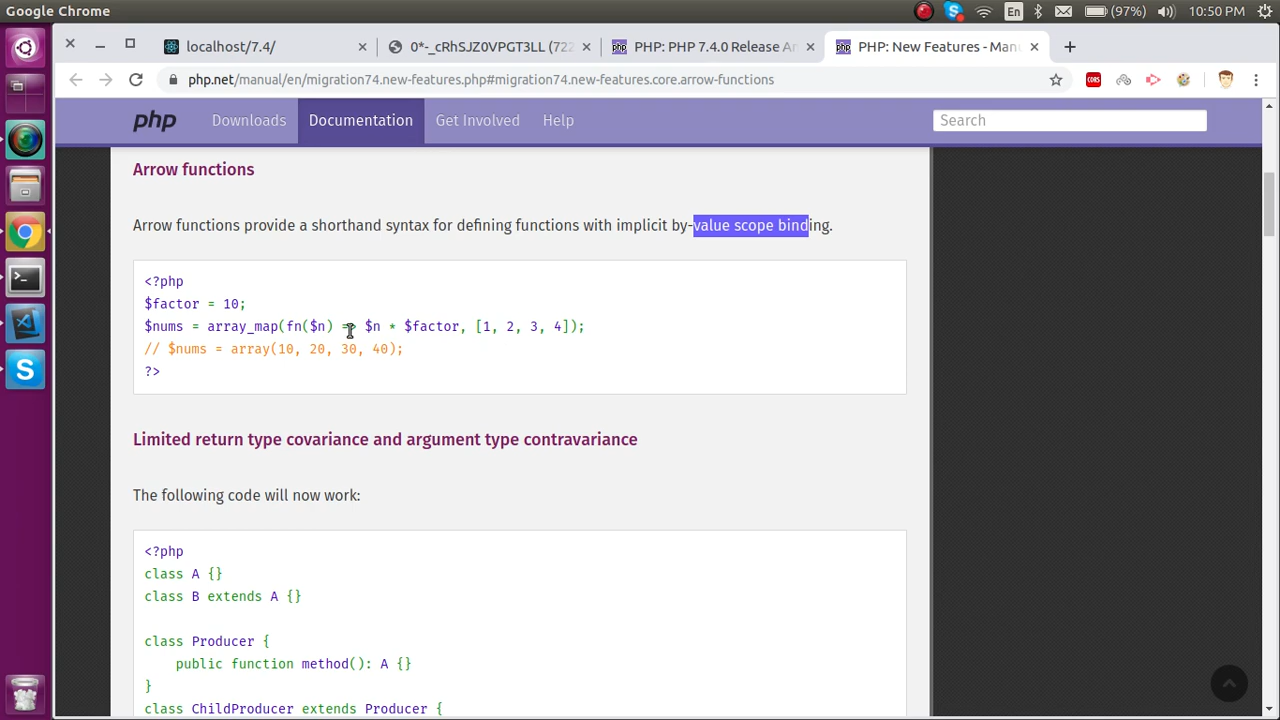 Google Chrome
En
(97%)
10:50 PM
localhost/7.4/
0*-_cRhSJZ0VPGT3LL (722
PHP: PHP 7.4.0 Release An
PHP: New Features - Manu
php.net/manual/en/migration74.new-features.php#migration74.new-features.core.arrow-functions
CORS
php
Downloads
Documentation
Get Involved
Help
Search
Arrow functions
Arrow functions provide a shorthand syntax for defining functions with implicit by-value scope binding.
<?php
$factor = 10;
$nums = array_map(fn($n) => $n * $factor, [1, 2, 3, 4]);
// $nums = array(10, 20, 30, 40);
?>
Limited return type covariance and argument type contravariance
The following code will now work:
<?php
class A {}
class B extends A {}
class Producer {
public function method(): A {}
}
class ChildProducer extends Producer {